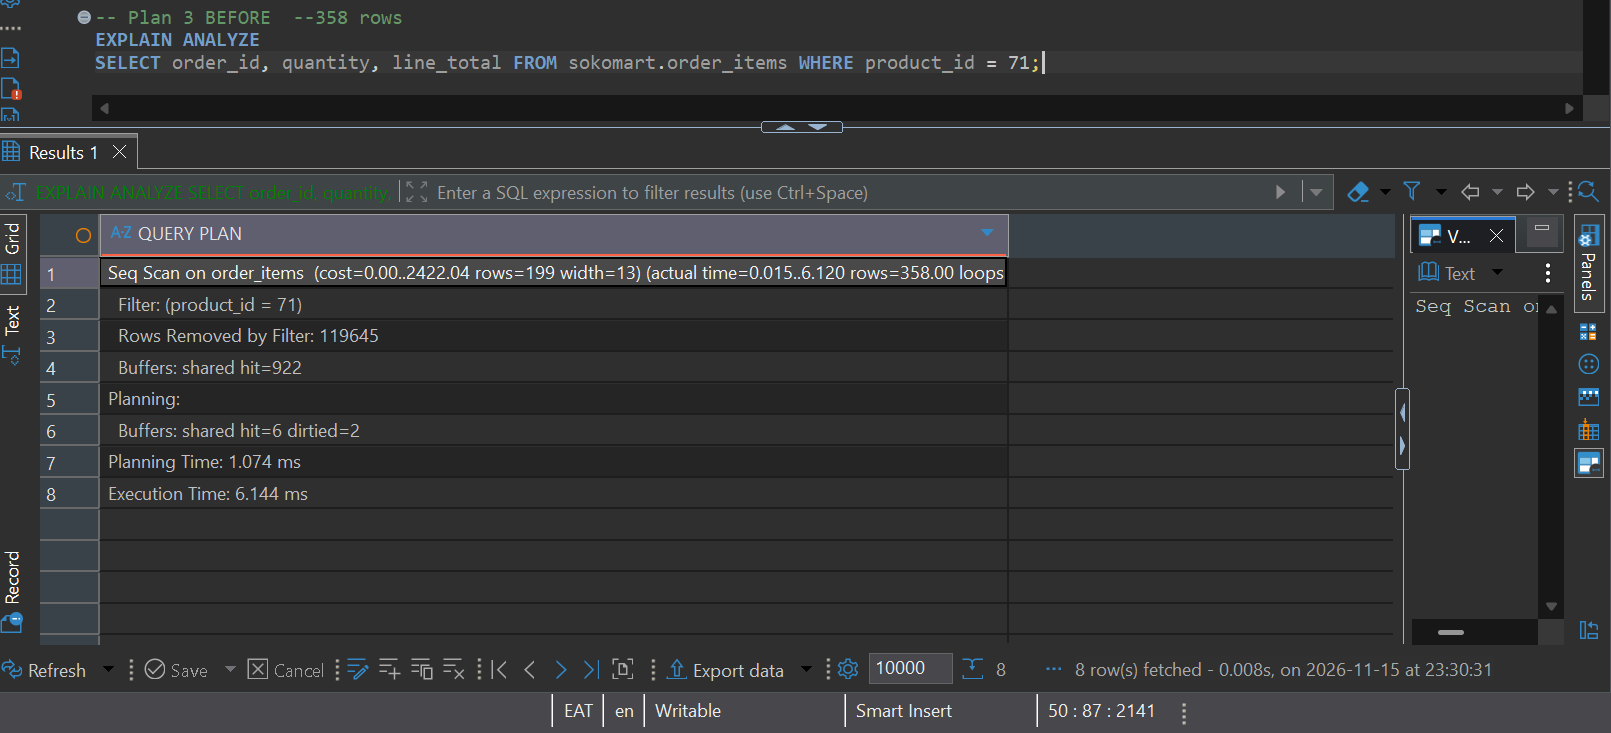 -- Plan 3 BEFORE  --358 rows
EXPLAIN ANALYZE
SELECT order_id, quantity, line_total FROM sokomart.order_items WHERE product_id = 71;
Results 1
EXPLAIN ANALYZE SELECT order_id, quantity,
Enter a SQL expression to filter results (use Ctrl+Space)
Grid
Text
Record
A-Z QUERY PLAN
1 Seq Scan on order_items  (cost=0.00..2422.04 rows=199 width=13) (actual time=0.015..6.120 rows=358.00 loops
2 Filter: (product_id = 71)
3 Rows Removed by Filter: 119645
4 Buffers: shared hit=922
5 Planning:
6 Buffers: shared hit=6 dirtied=2
7 Planning Time: 1.074 ms
8 Execution Time: 6.144 ms
V...
Text
Seq Scan o
Panels
Refresh
Save
Cancel
Export data
10000
8
8 row(s) fetched - 0.008s, on 2026-11-15 at 23:30:31
EAT
en
Writable
Smart Insert
50 : 87 : 2141